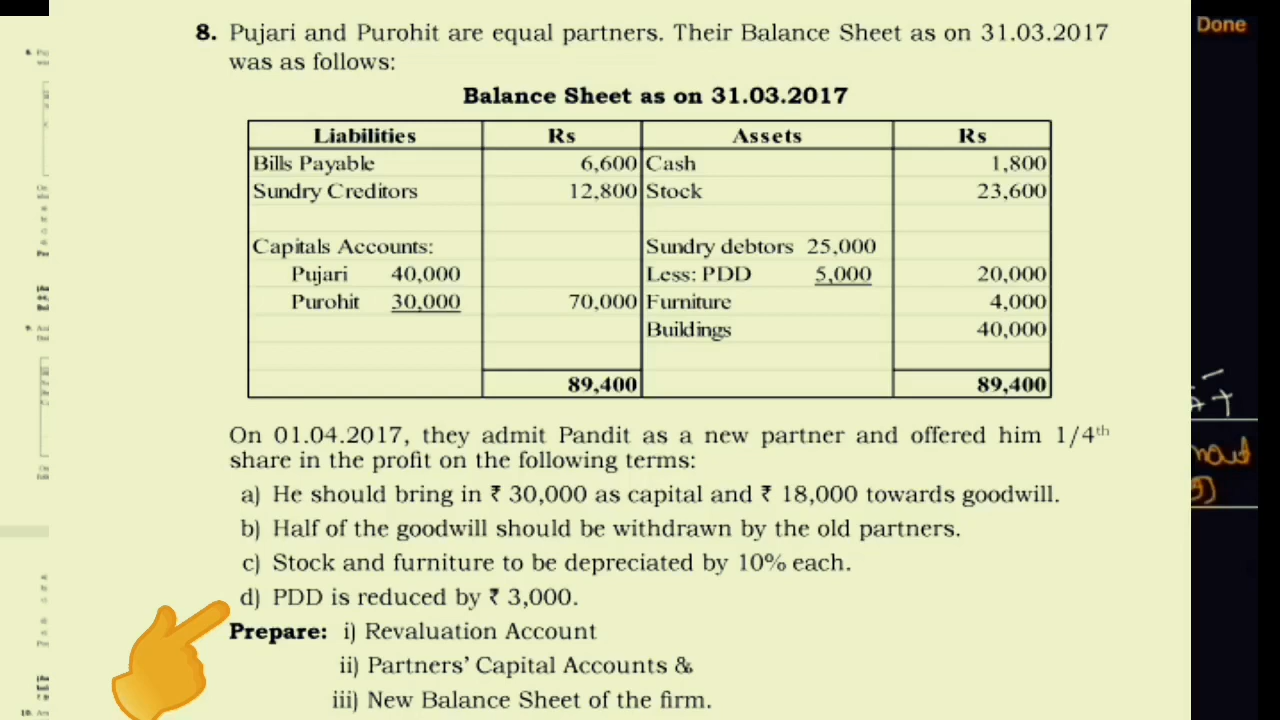 8. Pujari and Purohit are equal partners. Their Balance Sheet as on 31.03.2017
was as follows:
Balance Sheet as on 31.03.2017
Liabilities Rs Assets Rs
Bills Payable 6,600 Cash 1,800
Sundry Creditors 12,800 Stock 23,600
Capitals Accounts: Sundry debtors 25,000
Pujari 40,000 Less: PDD 5,000 20,000
Purohit 30,000 70,000 Furniture 4,000
Buildings 40,000
89,400 89,400
On 01.04.2017, they admit Pandit as a new partner and offered him 1/4th
share in the profit on the following terms:
a) He should bring in ₹ 30,000 as capital and ₹ 18,000 towards goodwill.
b) Half of the goodwill should be withdrawn by the old partners.
c) Stock and furniture to be depreciated by 10% each.
d) PDD is reduced by ₹ 3,000.
Prepare: i) Revaluation Account
ii) Partners' Capital Accounts &
iii) New Balance Sheet of the firm.
Done